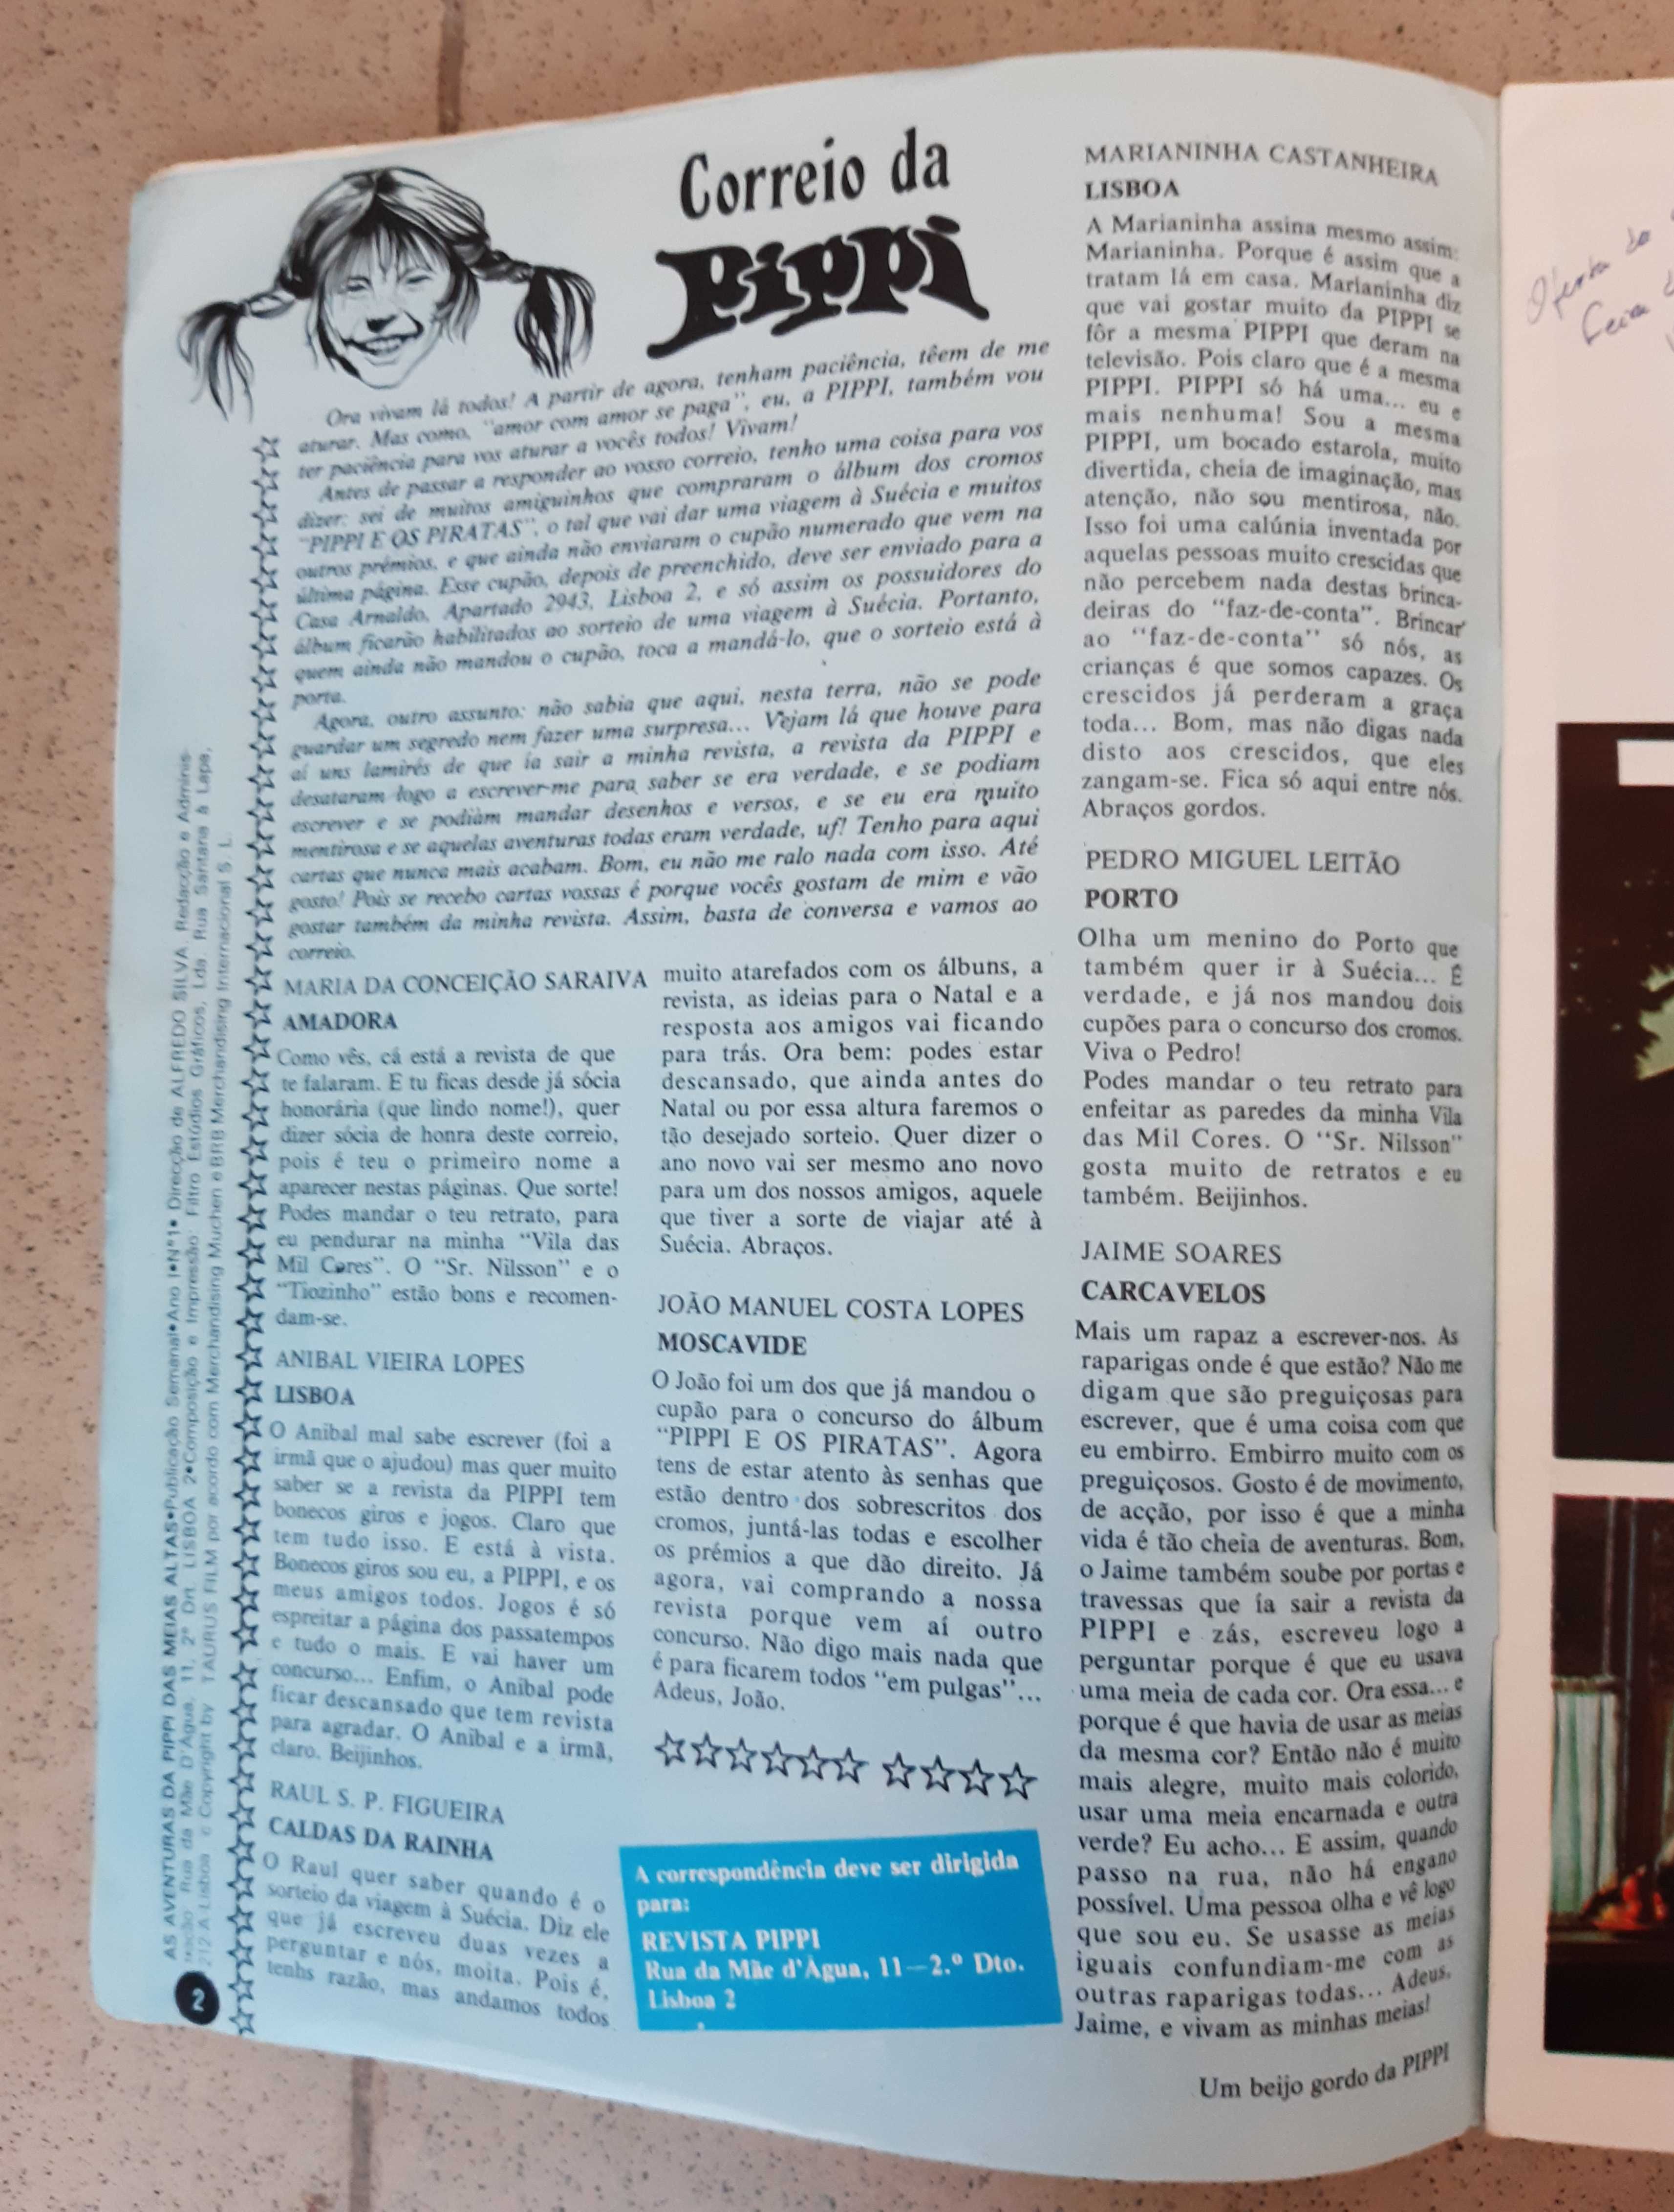 Correio da
Pippi
Ora vivam lá todos! A partir de agora, tenham paciência, têem de me
aturar. Mas como, "amor com amor se paga", eu, a PIPPI, também vou
ter paciência para vos aturar a vocês todos! Vivam!
Antes de passar a responder ao vosso correio, tenho uma coisa para vos
dizer: sei de muitos amiguinhos que compraram o álbum dos cromos
"PIPPI E OS PIRATAS", o tal que vai dar uma viagem à Suécia e muitos
outros prémios, e que ainda não enviaram o cupão numerado que vem na
última página. Esse cupão, depois de preenchido, deve ser enviado para a
Casa Arnaldo, Apartado 2943, Lisboa 2, e só assim os possuidores do
álbum ficarão habilitados ao sorteio de uma viagem à Suécia. Portanto,
quem ainda não mandou o cupão, toca a mandá-lo, que o sorteio está à
porta.
Agora, outro assunto: não sabia que aqui, nesta terra, não se pode
guardar um segredo nem fazer uma surpresa... Vejam lá que houve para
aí uns lamirés de que ía sair a minha revista, a revista da PIPPI e
desataram logo a escrever-me para saber se era verdade, e se podiam
escrever e se podiam mandar desenhos e versos, e se eu era muito
mentirosa e se aquelas aventuras todas eram verdade, uf! Tenho para aqui
cartas que nunca mais acabam. Bom, eu não me ralo nada com isso. Até
gosto! Pois se recebo cartas vossas é porque vocês gostam de mim e vão
gostar também da minha revista. Assim, basta de conversa e vamos ao
correio.
MARIA DA CONCEIÇÃO SARAIVA
AMADORA
Como vês, cá está a revista de que
te falaram. E tu ficas desde já sócia
honorária (que lindo nome!), quer
dizer sócia de honra deste correio,
pois é teu o primeiro nome a
aparecer nestas páginas. Que sorte!
Podes mandar o teu retrato, para
eu pendurar na minha "Vila das
Mil Cores". O "Sr. Nilsson" e o
"Tiozinho" estão bons e recomen-
dam-se.
ANIBAL VIEIRA LOPES
LISBOA
O Anibal mal sabe escrever (foi a
irmã que o ajudou) mas quer muito
saber se a revista da PIPPI tem
bonecos giros e jogos. Claro que
tem tudo isso. E está à vista.
Bonecos giros sou eu, a PIPPI, e os
meus amigos todos. Jogos é só
espreitar a página dos passatempos
e tudo o mais. E vai haver um
concurso... Enfim, o Anibal pode
ficar descansado que tem revista
para agradar. O Anibal e a irmã,
claro. Beijinhos.
RAUL S. P. FIGUEIRA
CALDAS DA RAINHA
O Raul quer saber quando é o
sorteio da viagem à Suécia. Diz ele
que já escreveu duas vezes a
perguntar e nós, moita. Pois é,
tenhs razão, mas andamos todos
muito atarefados com os álbuns, a
revista, as ideias para o Natal e a
resposta aos amigos vai ficando
para trás. Ora bem: podes estar
descansado, que ainda antes do
Natal ou por essa altura faremos o
tão desejado sorteio. Quer dizer o
ano novo vai ser mesmo ano novo
para um dos nossos amigos, aquele
que tiver a sorte de viajar até à
Suécia. Abraços.
JOÃO MANUEL COSTA LOPES
MOSCAVIDE
O João foi um dos que já mandou o
cupão para o concurso do álbum
"PIPPI E OS PIRATAS". Agora
tens de estar atento às senhas que
estão dentro dos sobrescritos dos
cromos, juntá-las todas e escolher
os prémios a que dão direito. Já
agora, vai comprando a nossa
revista porque vem aí outro
concurso. Não digo mais nada que
é para ficarem todos "em pulgas"...
Adeus, João.
A correspondência deve ser dirigida
para:
REVISTA PIPPI
Rua da Mãe d'Água, 11—2.º Dto.
Lisboa 2
MARIANINHA CASTANHEIRA
LISBOA
A Marianinha assina mesmo assim:
Marianinha. Porque é assim que a
tratam lá em casa. Marianinha diz
que vai gostar muito da PIPPI se
fôr a mesma PIPPI que deram na
televisão. Pois claro que é a mesma
PIPPI. PIPPI só há uma... eu e
mais nenhuma! Sou a mesma
PIPPI, um bocado estarola, muito
divertida, cheia de imaginação, mas
atenção, não sou mentirosa, não.
Isso foi uma calúnia inventada por
aquelas pessoas muito crescidas que
não percebem nada destas brinca-
deiras do "faz-de-conta". Brincar
ao "faz-de-conta" só nós, as
crianças é que somos capazes. Os
crescidos já perderam a graça
toda... Bom, mas não digas nada
disto aos crescidos, que eles
zangam-se. Fica só aqui entre nós.
Abraços gordos.
PEDRO MIGUEL LEITÃO
PORTO
Olha um menino do Porto que
também quer ir à Suécia... É
verdade, e já nos mandou dois
cupões para o concurso dos cromos.
Viva o Pedro!
Podes mandar o teu retrato para
enfeitar as paredes da minha Vila
das Mil Cores. O "Sr. Nilsson"
gosta muito de retratos e eu
também. Beijinhos.
JAIME SOARES
CARCAVELOS
Mais um rapaz a escrever-nos. As
raparigas onde é que estão? Não me
digam que são preguiçosas para
escrever, que é uma coisa com que
eu embirro. Embirro muito com os
preguiçosos. Gosto é de movimento,
de acção, por isso é que a minha
vida é tão cheia de aventuras. Bom,
o Jaime também soube por portas e
travessas que ía sair a revista da
PIPPI e zás, escreveu logo a
perguntar porque é que eu usava
uma meia de cada cor. Ora essa... e
porque é que havia de usar as meias
da mesma cor? Então não é muito
mais alegre, muito mais colorido,
usar uma meia encarnada e outra
verde? Eu acho... E assim, quando
passo na rua, não há engano
possível. Uma pessoa olha e vê logo
que sou eu. Se usasse as meias
iguais confundiam-me com as
outras raparigas todas... Adeus,
Jaime, e vivam as minhas meias!
Um beijo gordo da PIPPI
AS AVENTURAS DA PIPPI DAS MEIAS ALTAS•Publicação Semanal•Ano I•Nº1• Direcção de ALFREDO SILVA. Redacção e Adminis-
tração: Rua da Mãe D'Água, 11, 2º Dri. LISBOA 2•Composição e Impressão: Filtro Estúdios Gráficos, Lda. Rua Santana à Lapa,
212 A-Lisboa e Copyright by TAURUS FILM por acordo com Merchandising Muchen e BRB Merchandising Internacional S. L.
2
Oferta da
Feira